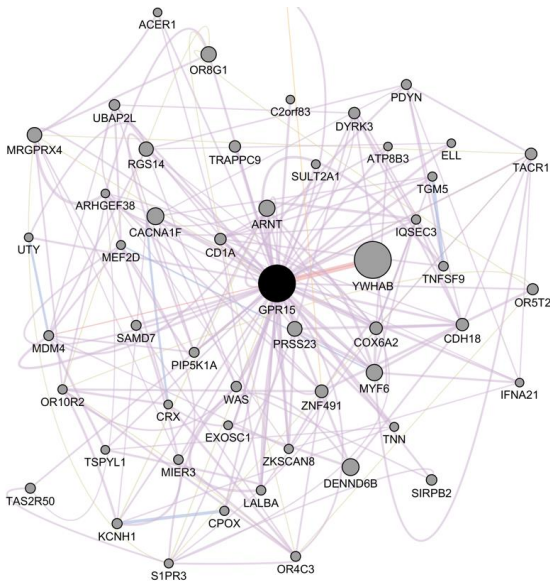 ACER1
OR8G1
UBAP2L
C2orf83
PDYN
DYRK3
MRGPRX4
RGS14
TRAPPC9
ATP8B3
ELL
TACR1
SULT2A1
TGM5
ARHGEF38
CACNA1F
ARNT
IQSEC3
UTY
MEF2D
CD1A
YWHAB
TNFSF9
GPR15
OR5T2
MDM4
SAMD7
PRSS23
COX6A2
CDH18
PIP5K1A
MYF6
IFNA21
OR10R2
WAS
ZNF491
CRX
EXOSC1
TNN
TSPYL1
MIER3
ZKSCAN8
DENND6B
SIRPB2
TAS2R50
LALBA
KCNH1
CPOX
S1PR3
OR4C3